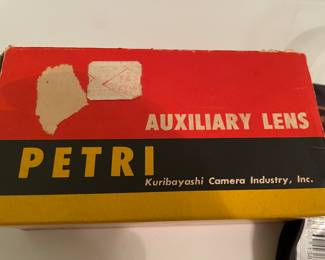 AUXILIARY LENS
PETRI
Kuribayashi Camera Industry, Inc.